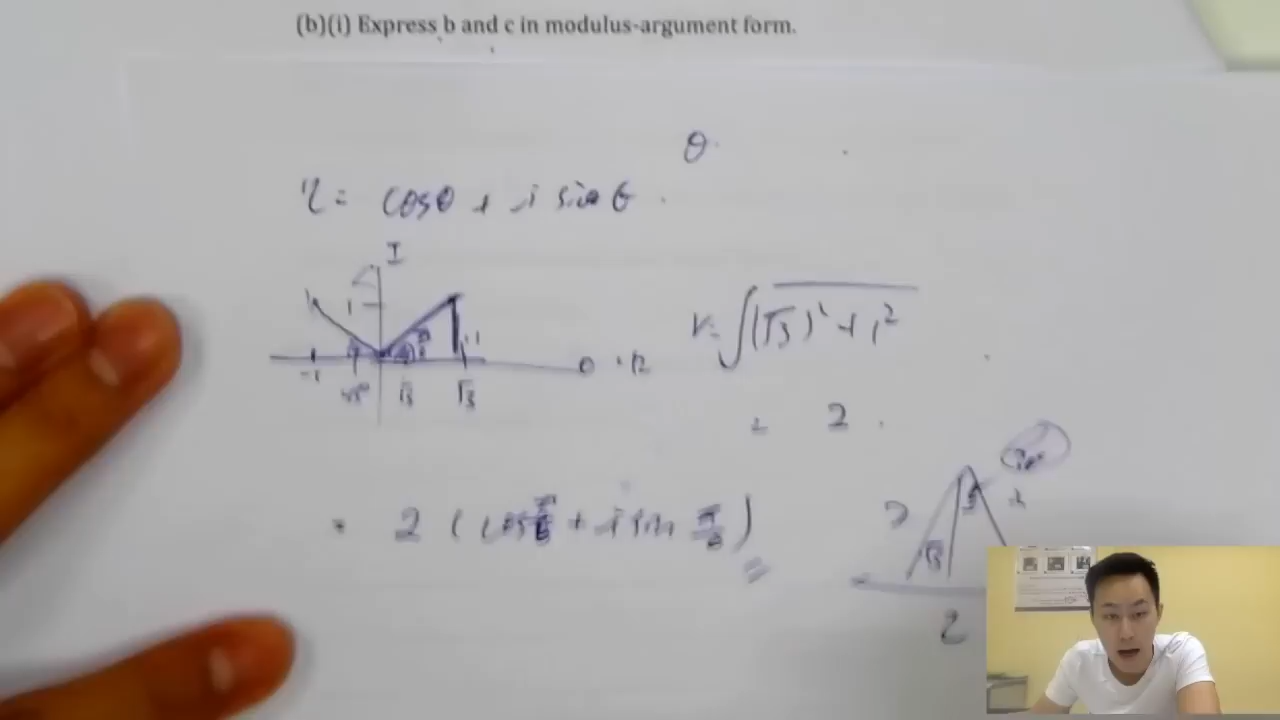 (b)(i) Express b and c in modulus-argument form.
θ
= cosθ + i sinθ
I
1
-1 45° √3 √3
r = √(√3)² + 1²
= 2
= 2 (cos π/6 + i sin π/6)
2
√3
2